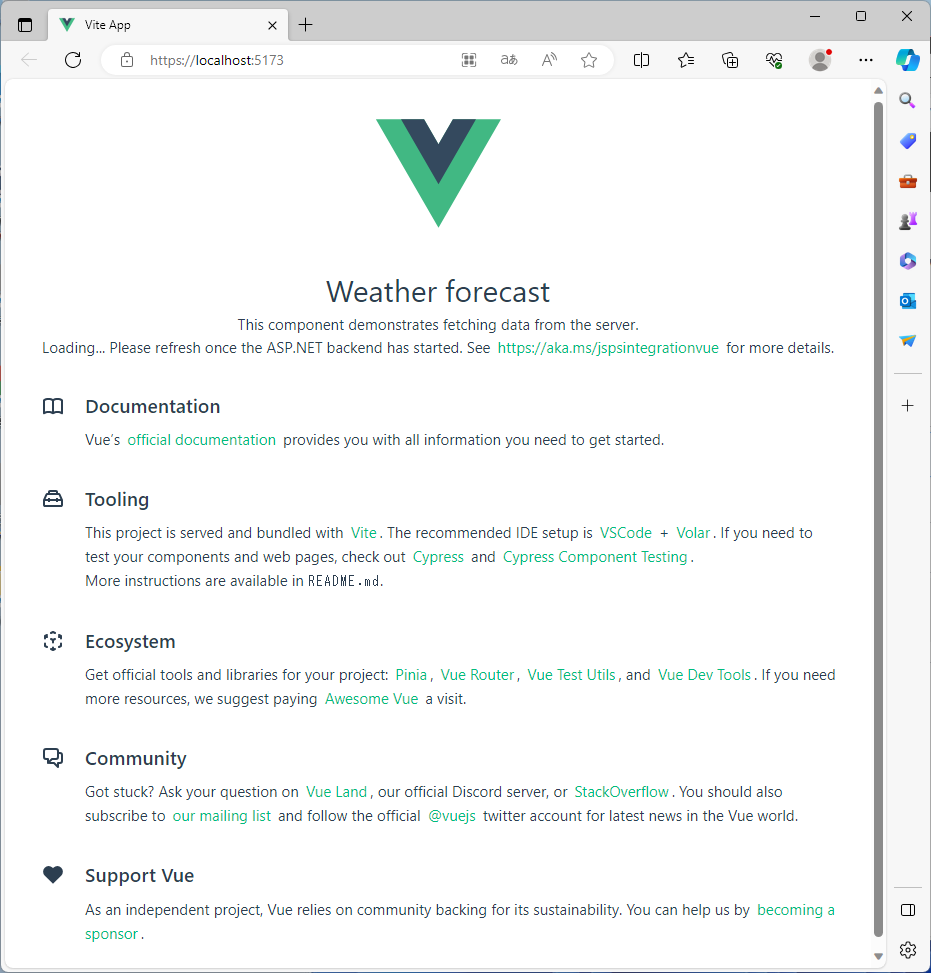 Vite App
https://localhost:5173
aあ
A
Weather forecast
This component demonstrates fetching data from the server.
Loading... Please refresh once the ASP.NET backend has started. See https://aka.ms/jspsintegrationvue for more details.
Documentation
Vue’s official documentation provides you with all information you need to get started.
Tooling
This project is served and bundled with Vite. The recommended IDE setup is VSCode + Volar. If you need to
test your components and web pages, check out Cypress and Cypress Component Testing.
More instructions are available in README.md.
Ecosystem
Get official tools and libraries for your project: Pinia, Vue Router, Vue Test Utils, and Vue Dev Tools. If you need
more resources, we suggest paying Awesome Vue a visit.
Community
Got stuck? Ask your question on Vue Land, our official Discord server, or StackOverflow. You should also
subscribe to our mailing list and follow the official @vuejs twitter account for latest news in the Vue world.
Support Vue
As an independent project, Vue relies on community backing for its sustainability. You can help us by becoming a
sponsor.